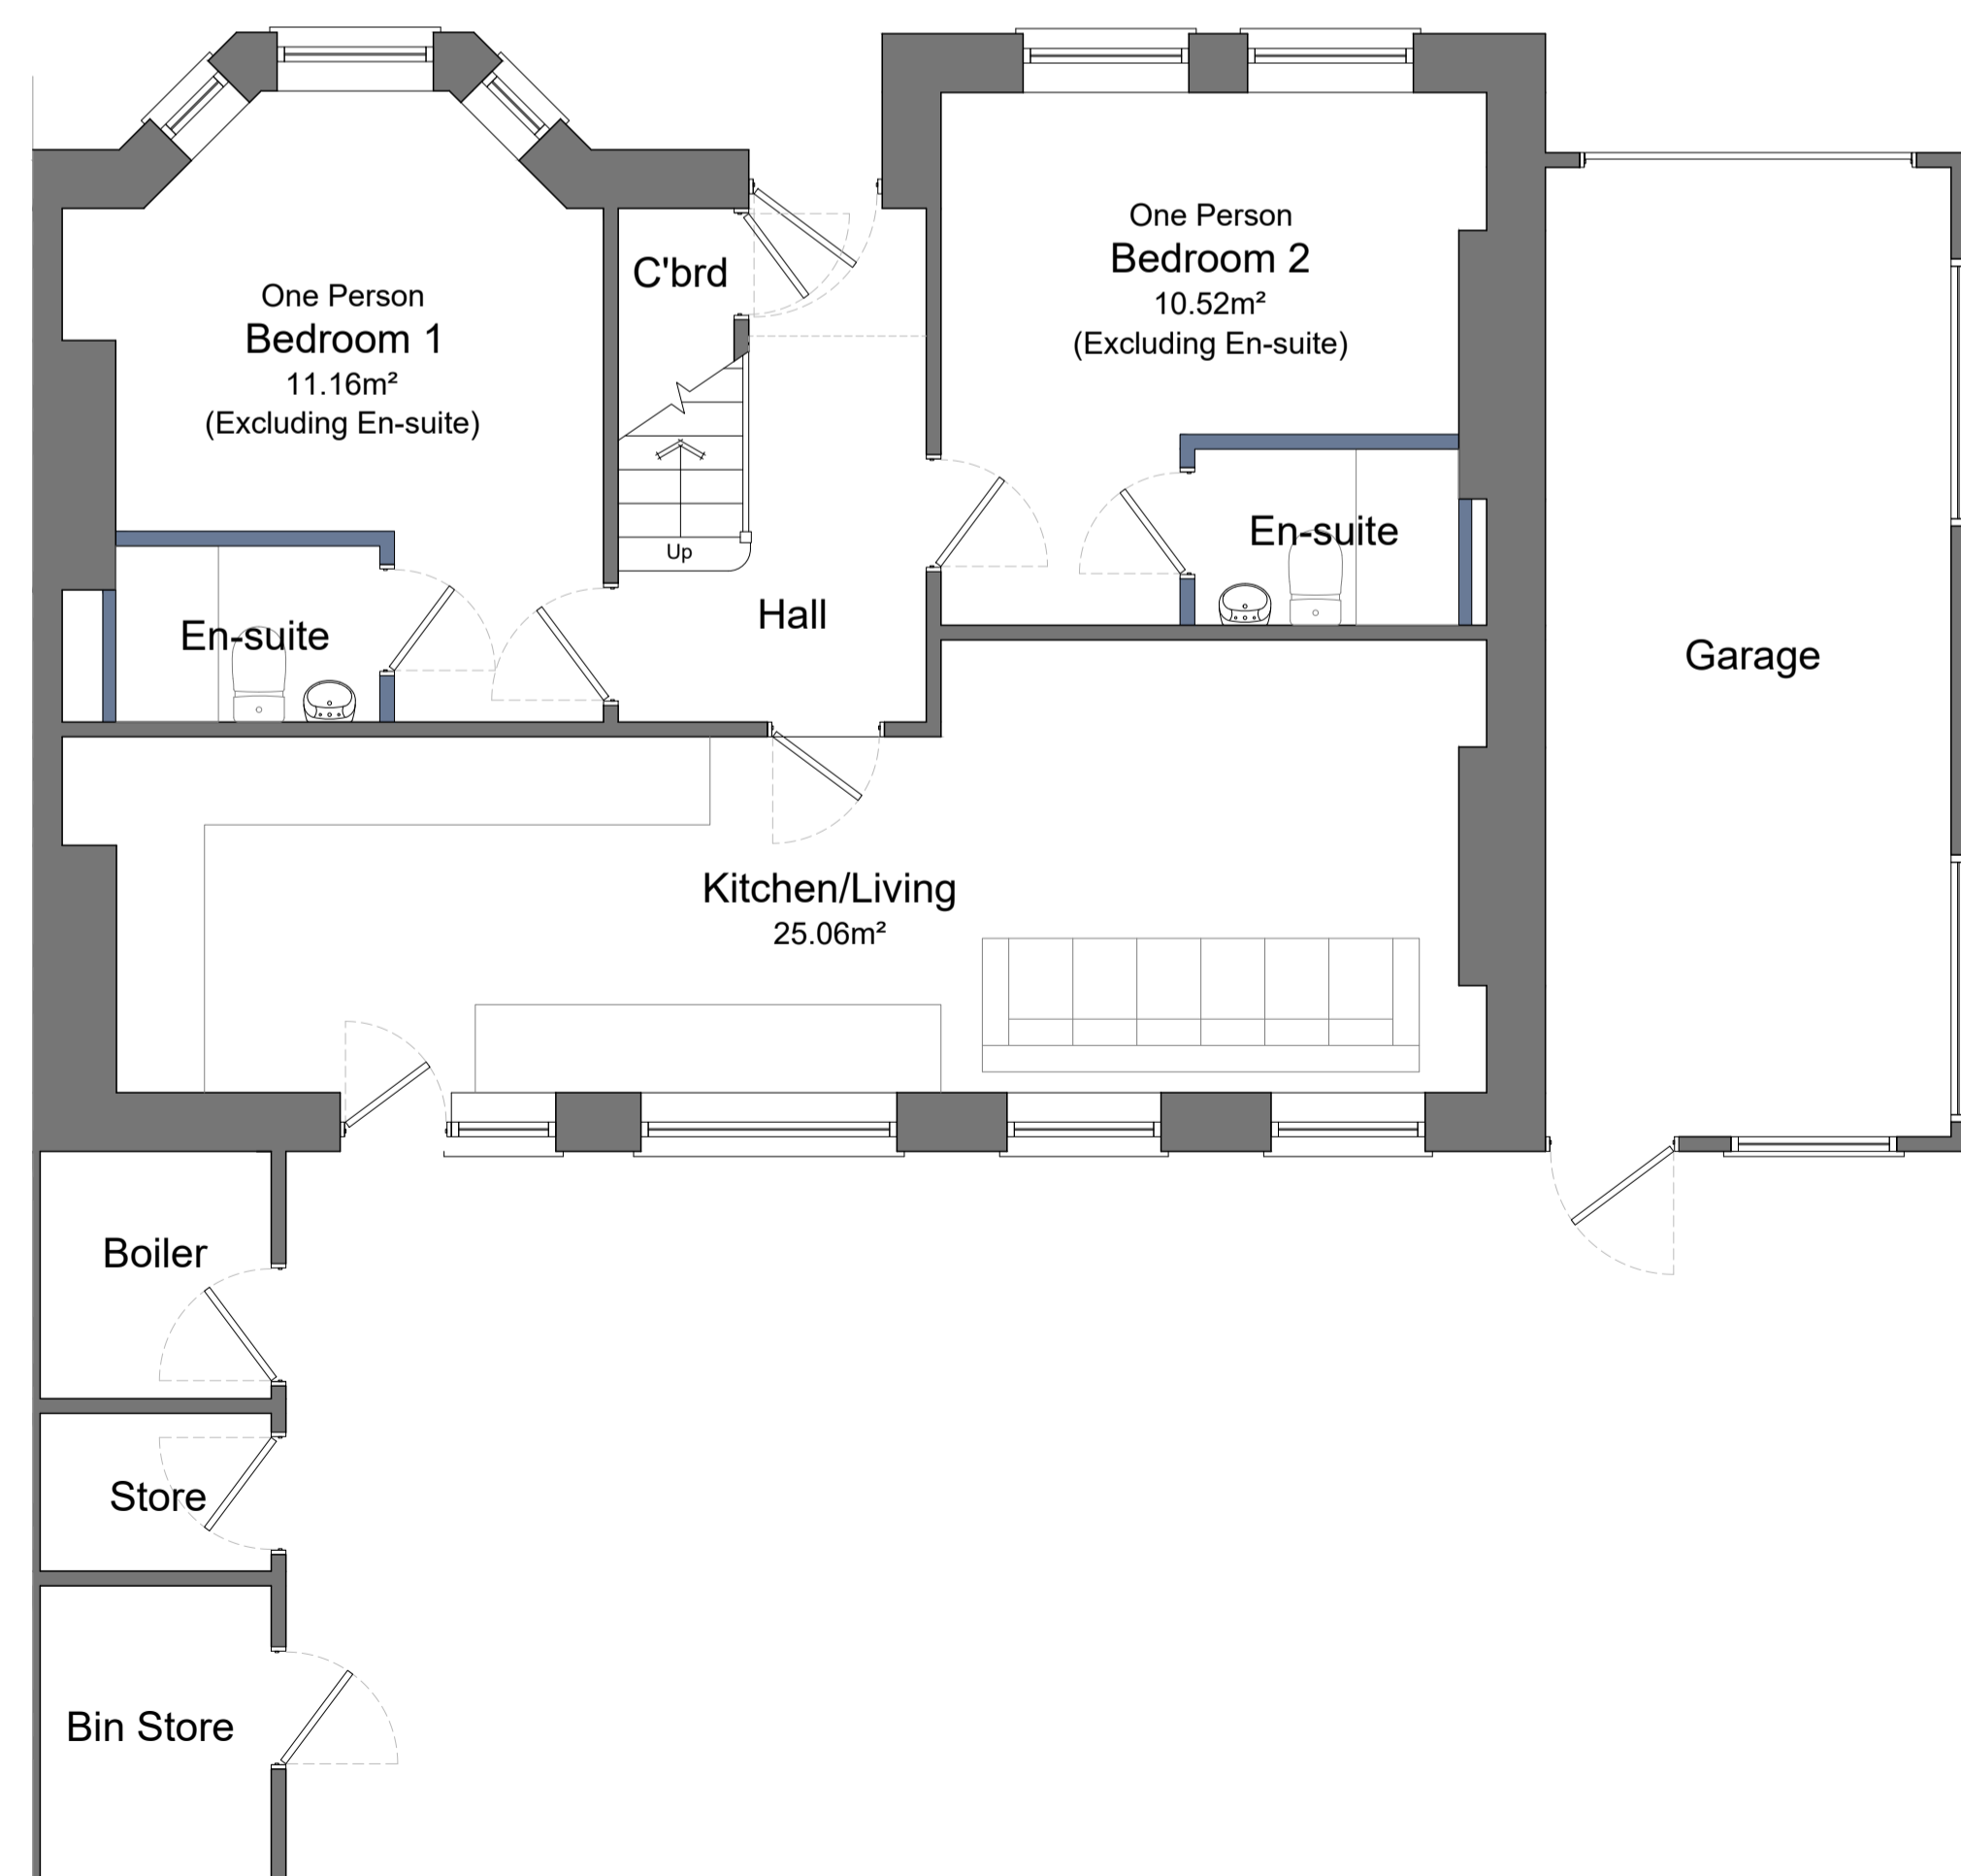 One Person
Bedroom 1
11.16m²
(Excluding En-suite)
C'brd
One Person
Bedroom 2
10.52m²
(Excluding En-suite)
En-suite
Up
En-suite
Hall
Garage
Kitchen/Living
25.06m²
Boiler
Store
Bin Store